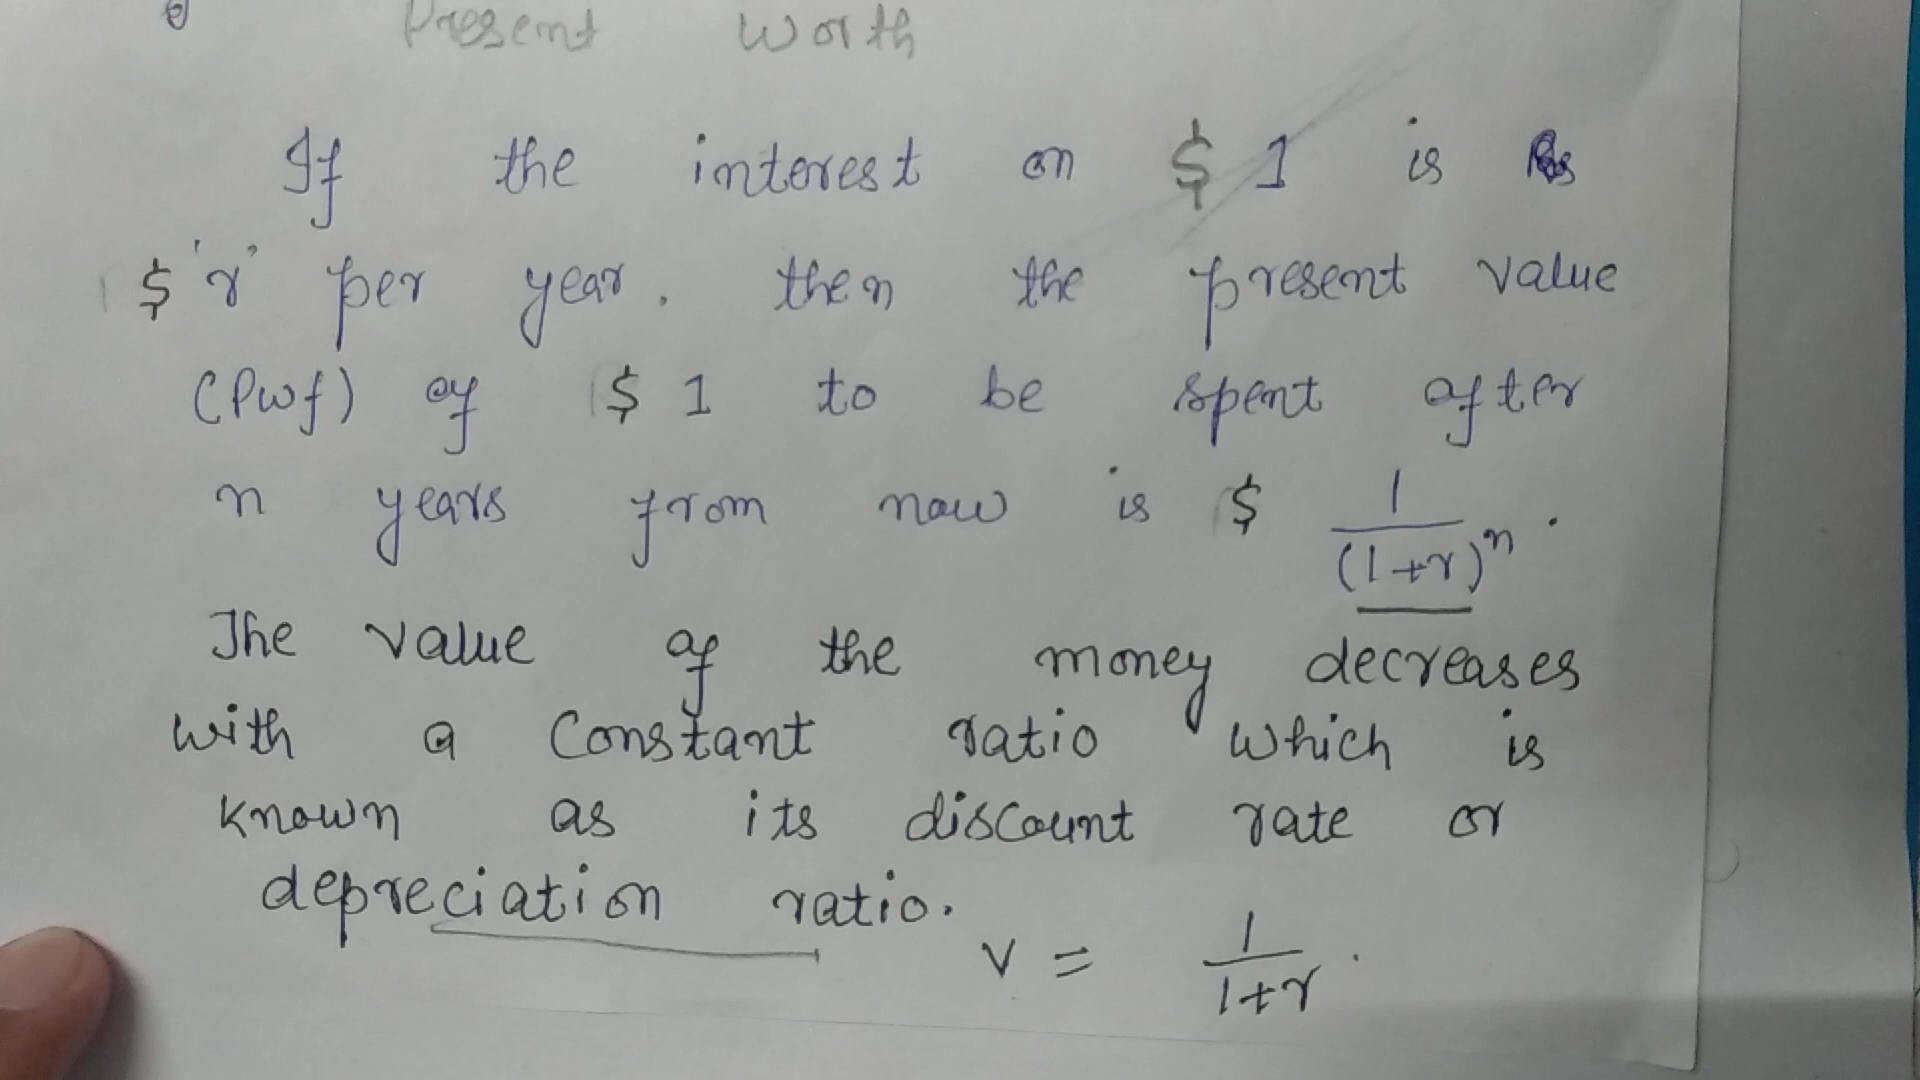 Present Worth
If the interest on $ 1 is
$ 'r' per year, then the present value
(Pwf) of $ 1 to be spent after
n years from now is $ 1/(1+r)^n.
The value of the money decreases
with a constant ratio which is
known as its discount rate or
depreciation ratio.
v = 1/1+r.